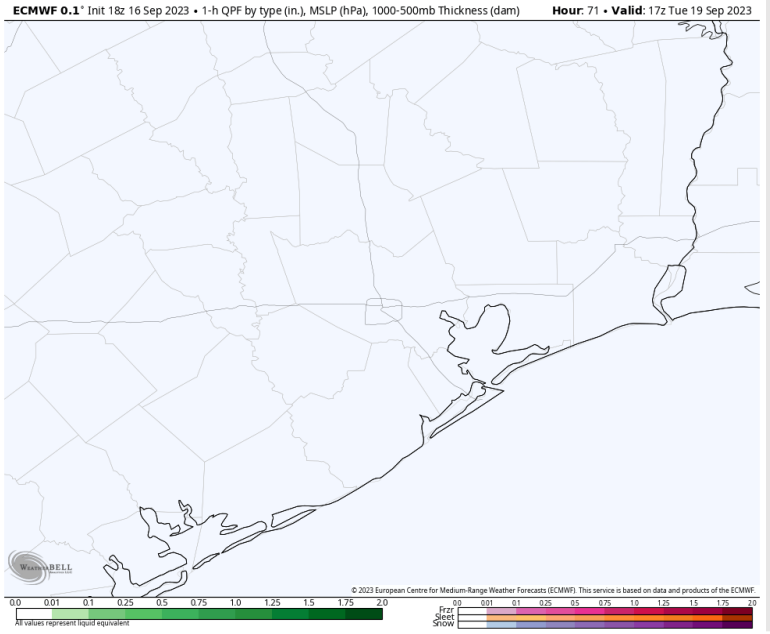 ECMWF 0.1° Init 18z 16 Sep 2023 • 1-h QPF by type (in.), MSLP (hPa), 1000-500mb Thickness (dam) Hour: 71 • Valid: 17z Tue 19 Sep 2023
WeatherBELL
© 2023 European Centre for Medium-Range Weather Forecasts (ECMWF). This service is based on data and products of the ECMWF.
0.0 0.01 0.1 0.25 0.5 0.75 1.0 1.25 1.5 1.75 2.0
0.0 0.01 0.1 0.25 0.5 0.75 1.0 1.25 1.5 1.75 2.0
Frzr
Sleet
Snow
All values represent liquid equivalent